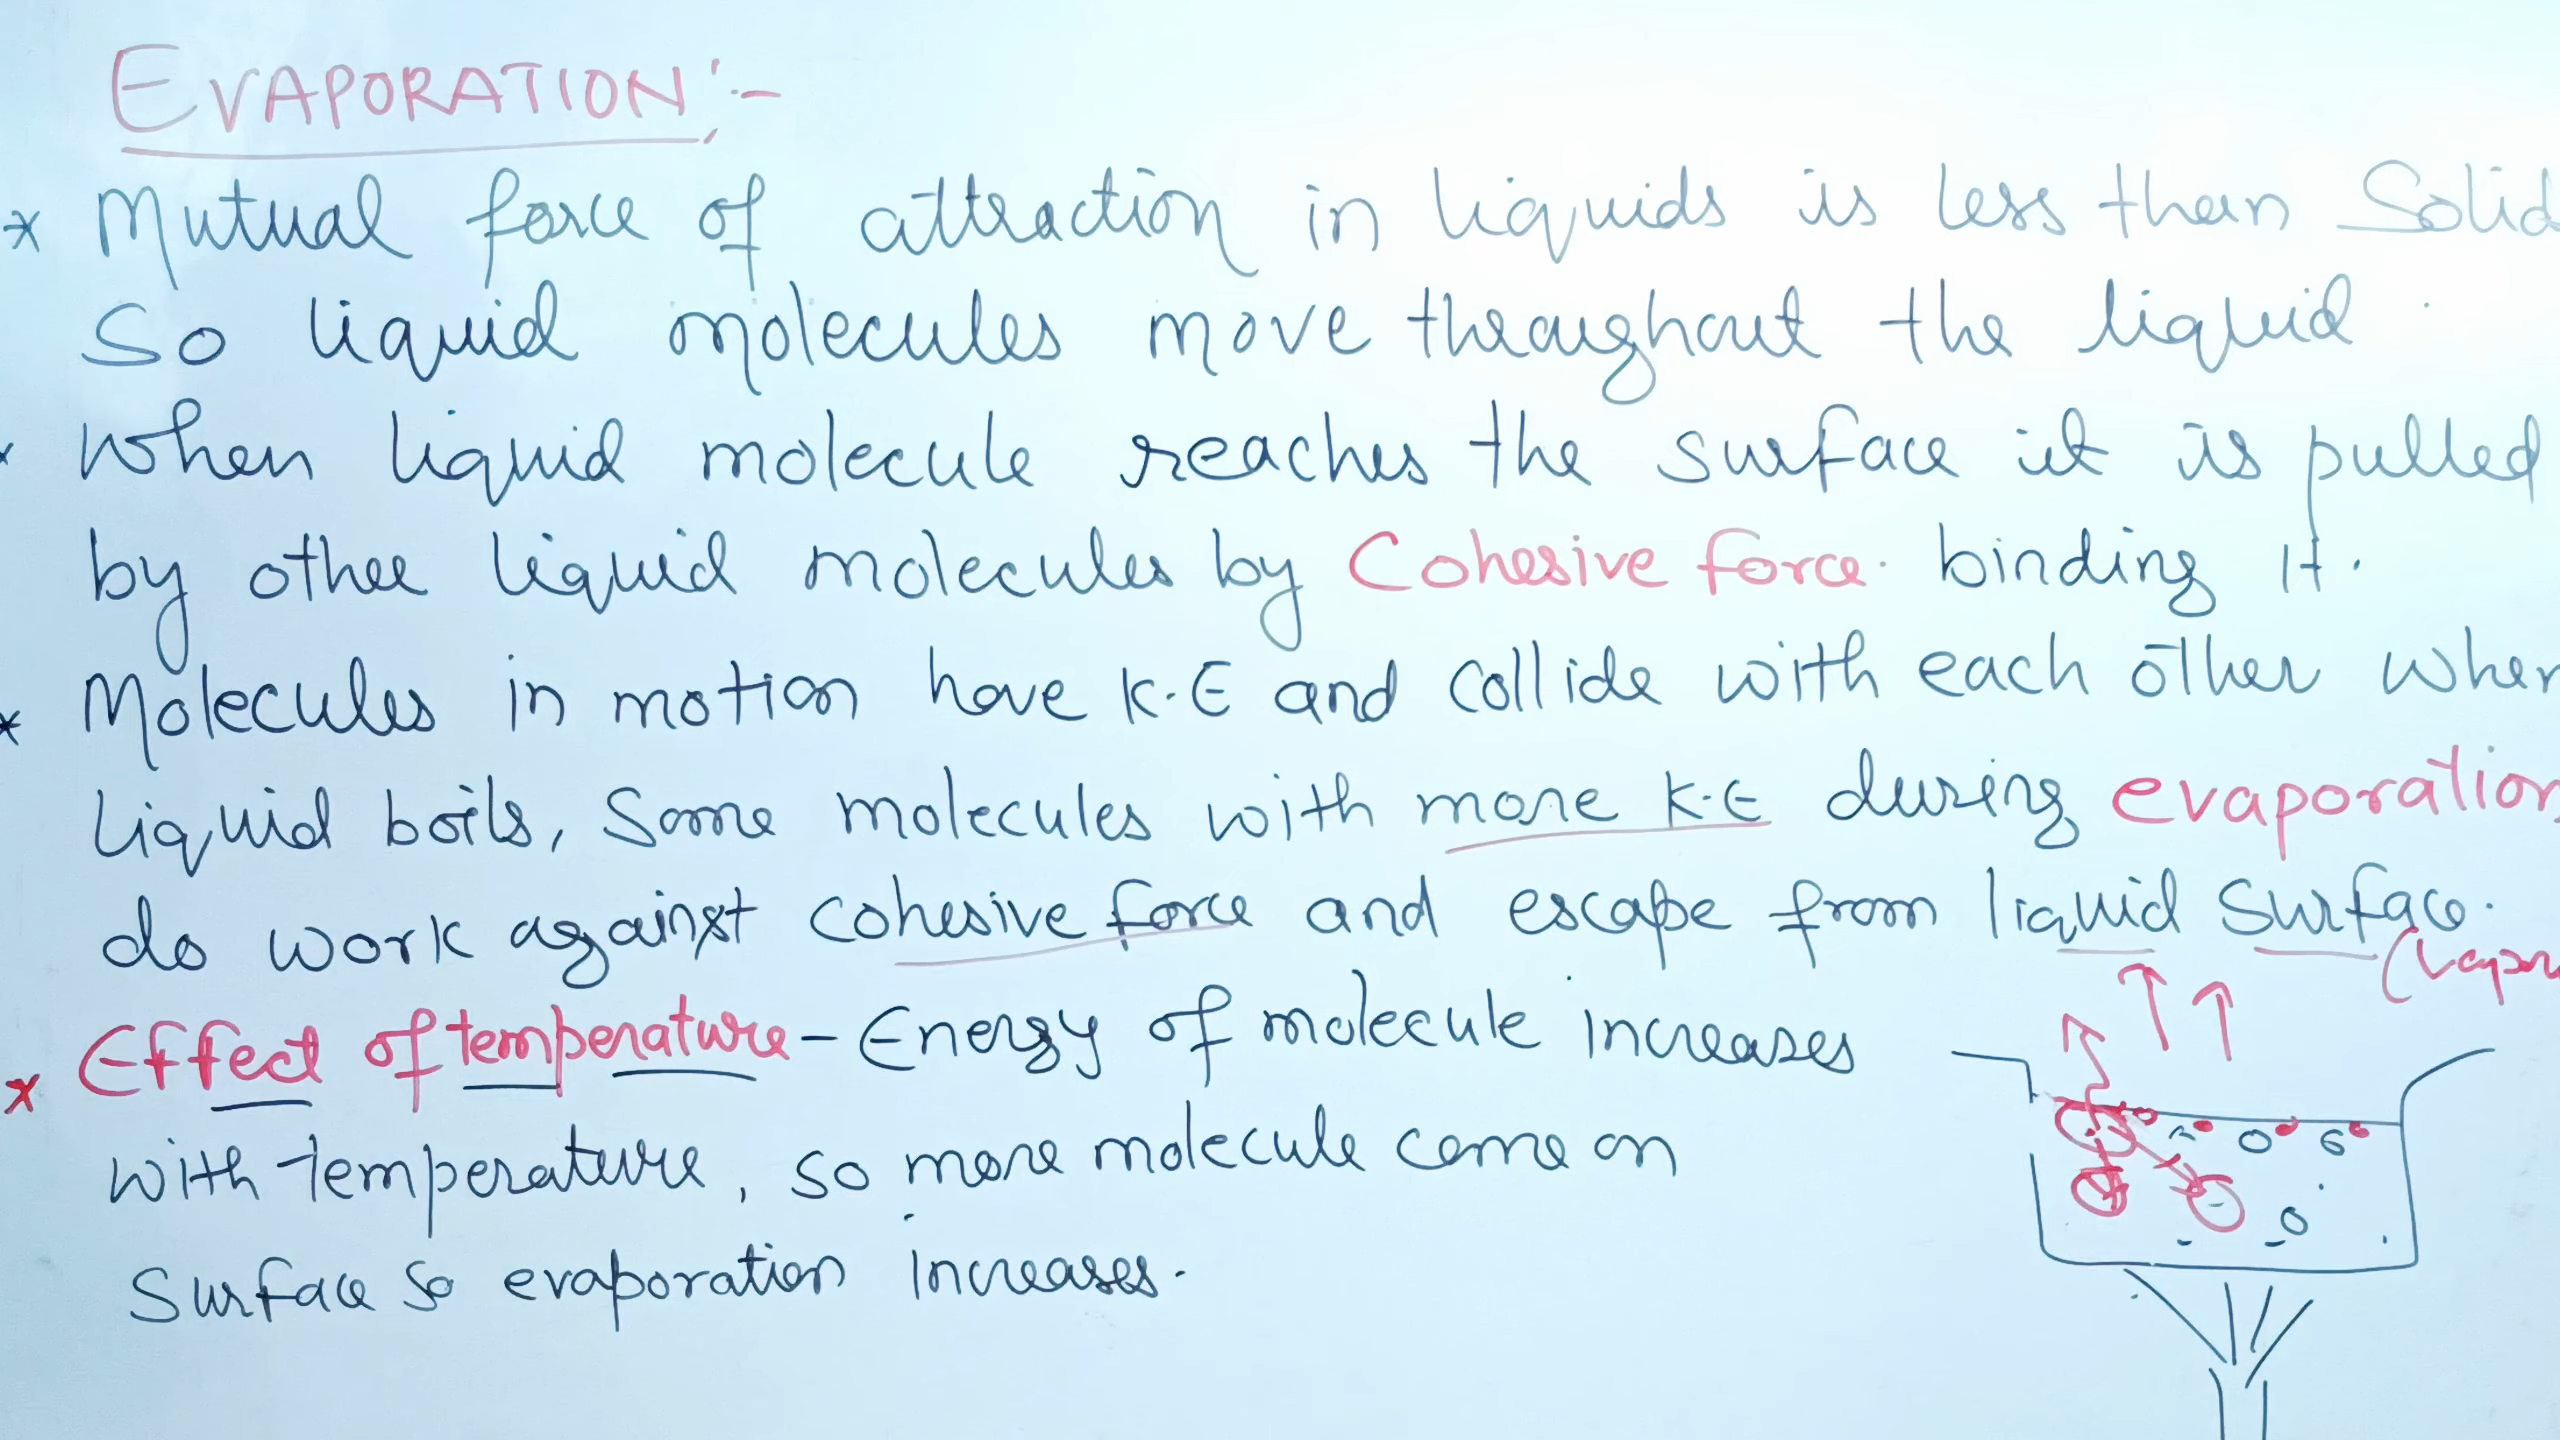 EVAPORATION :-
* Mutual force of attraction in liquids is less than Solid
So liquid molecules move throughout the liquid.
* When liquid molecule reaches the surface it is pulled
by other liquid molecules by Cohesive force. binding it.
* Molecules in motion have K.E and collide with each other when
liquid boils, Some molecules with more K.E during evaporation
do work against cohesive force and escape from liquid surface.
* Effect of temperature - Energy of molecule increases
with temperature, so more molecule come on
Surface so evaporation increases.